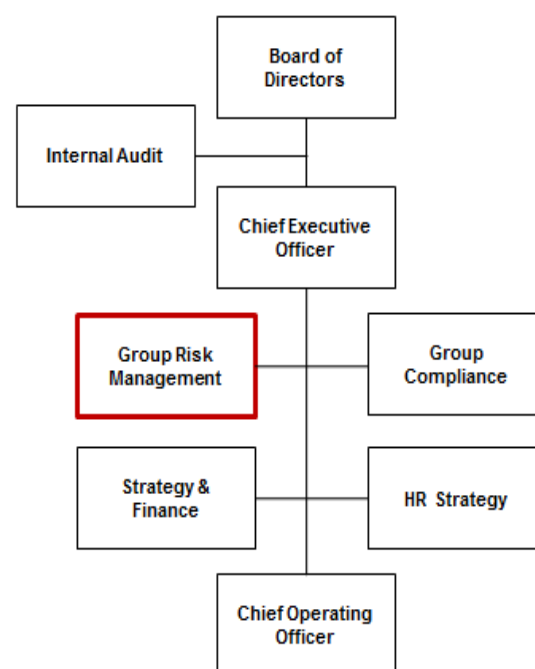 Board of
Directors
Internal Audit
Chief Executive
Officer
Group Risk
Management
Group
Compliance
Strategy &
Finance
HR Strategy
Chief Operating
Officer